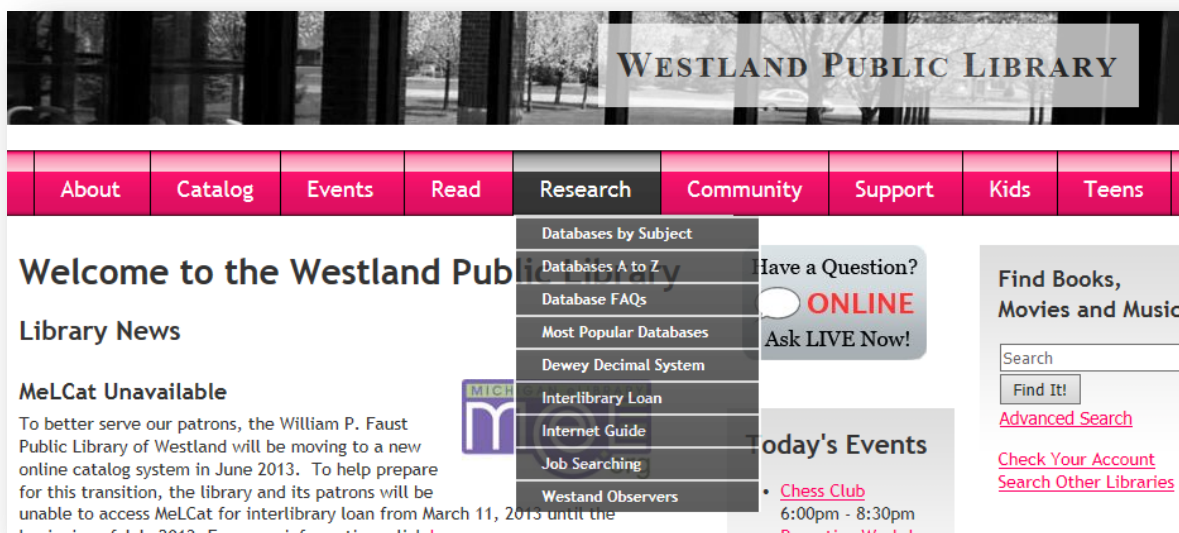 WESTLAND PUBLIC LIBRARY
About Catalog Events Read Research Community Support Kids Teens
Databases by Subject
Databases A to Z
Database FAQs
Most Popular Databases
Dewey Decimal System
Interlibrary Loan
Internet Guide
Job Searching
Westand Observers
Welcome to the Westland Public Library
Library News
MeLCat Unavailable
To better serve our patrons, the William P. Faust
Public Library of Westland will be moving to a new
online catalog system in June 2013. To help prepare
for this transition, the library and its patrons will be
unable to access MeLCat for interlibrary loan from March 11, 2013 until the
MICH
.org
Have a Question?
ONLINE
Ask LIVE Now!
Today's Events
Chess Club
6:00pm - 8:30pm
Find Books,
Movies and Music
Search
Find It!
Advanced Search
Check Your Account
Search Other Libraries